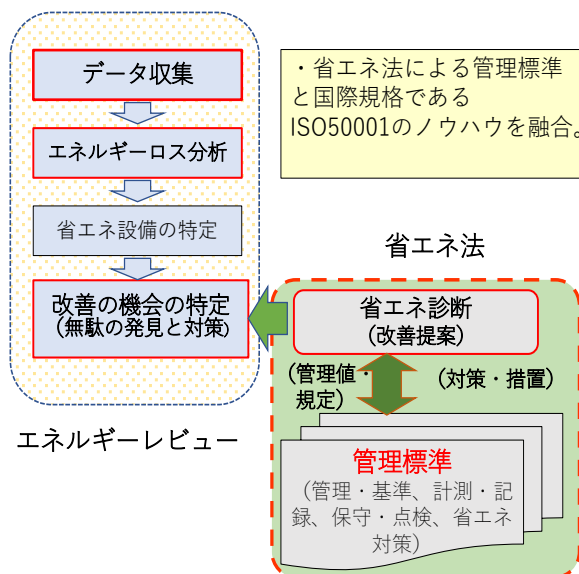 データ収集
エネルギーロス分析
省エネ設備の特定
改善の機会の特定
(無駄の発見と対策)
エネルギーレビュー
・省エネ法による管理標準
と国際規格である
ISO50001のノウハウを融合。
省エネ法
省エネ診断
(改善提案)
(管理値・
規定)
(対策・措置)
管理標準
(管理・基準、計測・記
録、保守・点検、省エネ
対策)